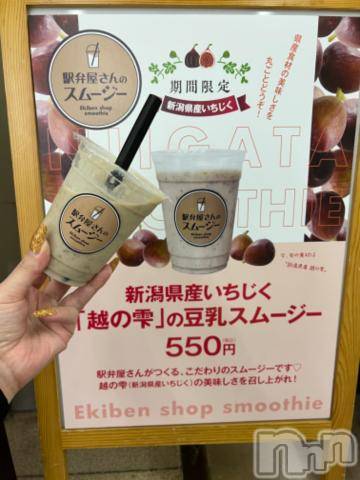 駅弁屋さんの
スムージー
Ekiben shop
smoothie
期間限定
新潟県産いちじく
県産食材の美味しさを
丸ごとどうぞ!
NIIGATA
SMOOTHIE
駅弁屋さんの
スムージー
駅弁屋さんの
スムージー
新潟県産いちじく
「越の雫」の豆乳スムージー
550円
(税込)
駅弁屋さんがつくる、こだわりのスムージーです♡
越の雫(新潟県産いちじく)の美味しさを召し上がれ!
Ekiben shop smoothie